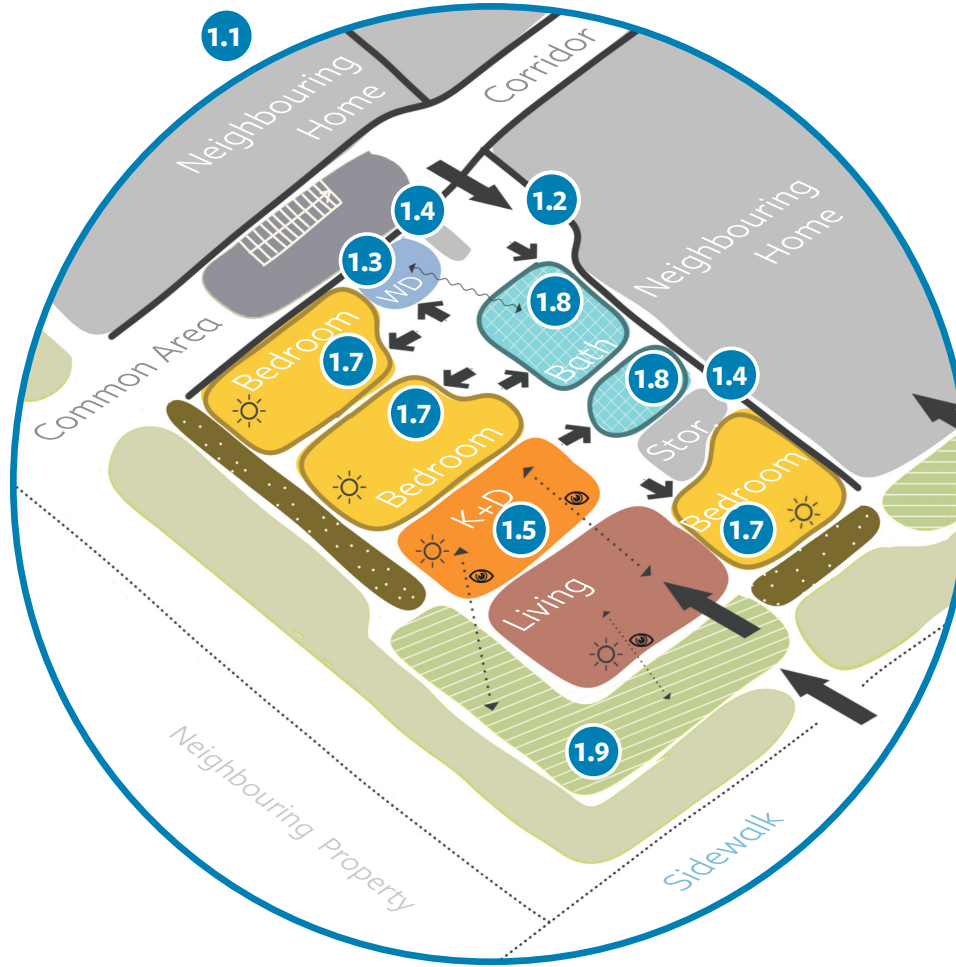 1.1
Corridor
Neighbouring
Home
1.4
1.2
Neighbouring
Home
1.3
WD
1.8
Bath
Common Area
Bedroom
1.7
1.7
Bedroom
1.8
1.4
Stor.
K+D
1.5
Bedroom
1.7
Living
1.9
Neighbouring Property
Sidewalk